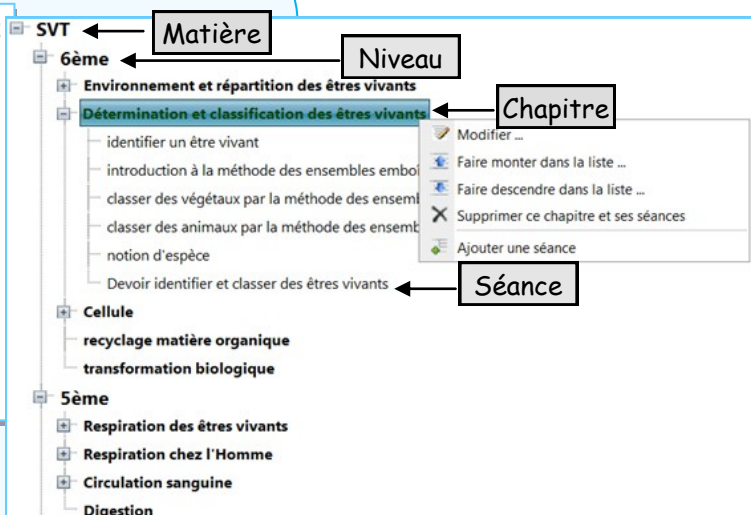 SVT
Matière
6ème
Niveau
Environnement et répartition des êtres vivants
Détermination et classification des êtres vivants
Chapitre
Modifier ...
identifier un être vivant
Faire monter dans la liste ...
introduction à la méthode des ensembles emboi
Faire descendre dans la liste ...
classer des végétaux par la méthode des ensem
Supprimer ce chapitre et ses séances
classer des animaux par la méthode des ensemb
Ajouter une séance
notion d'espèce
Devoir identifier et classer des êtres vivants
Séance
Cellule
recyclage matière organique
transformation biologique
5ème
Respiration des êtres vivants
Respiration chez l'Homme
Circulation sanguine
Digestion